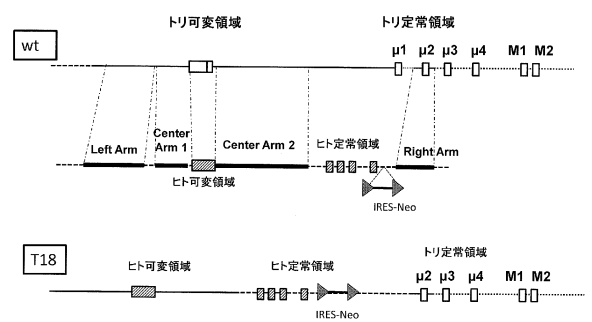 トリ可変領域 トリ定常領域
wt
μ1 μ2 μ3 μ4 M1 M2
Left Arm Center Arm 1 Center Arm 2 ヒト定常領域 Right Arm
ヒト可変領域
IRES-Neo
T18
ヒト可変領域 ヒト定常領域 トリ定常領域
μ2 μ3 μ4 M1 M2
IRES-Neo